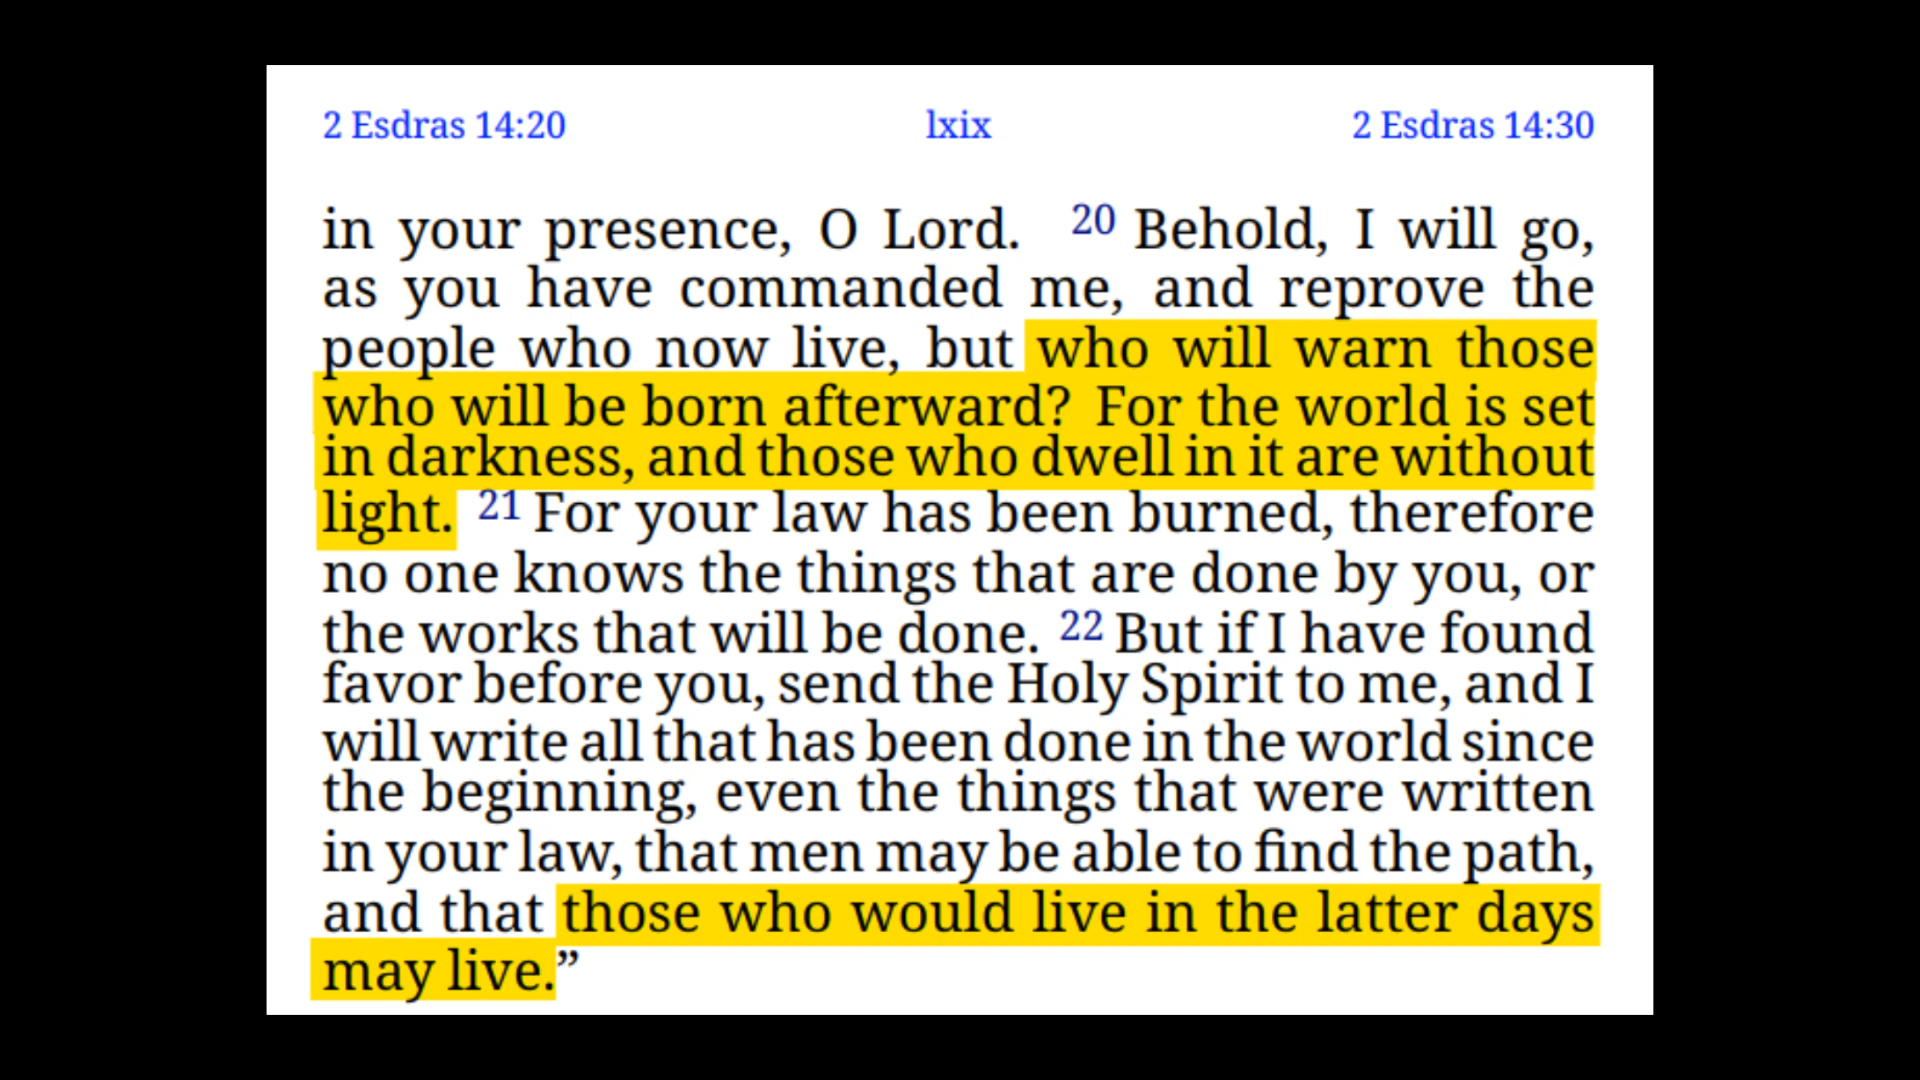 2 Esdras 14:20 lxix 2 Esdras 14:30
in your presence, O Lord. 20 Behold, I will go,
as you have commanded me, and reprove the
people who now live, but who will warn those
who will be born afterward? For the world is set
in darkness, and those who dwell in it are without
light. 21 For your law has been burned, therefore
no one knows the things that are done by you, or
the works that will be done. 22 But if I have found
favor before you, send the Holy Spirit to me, and I
will write all that has been done in the world since
the beginning, even the things that were written
in your law, that men may be able to find the path,
and that those who would live in the latter days
may live.”